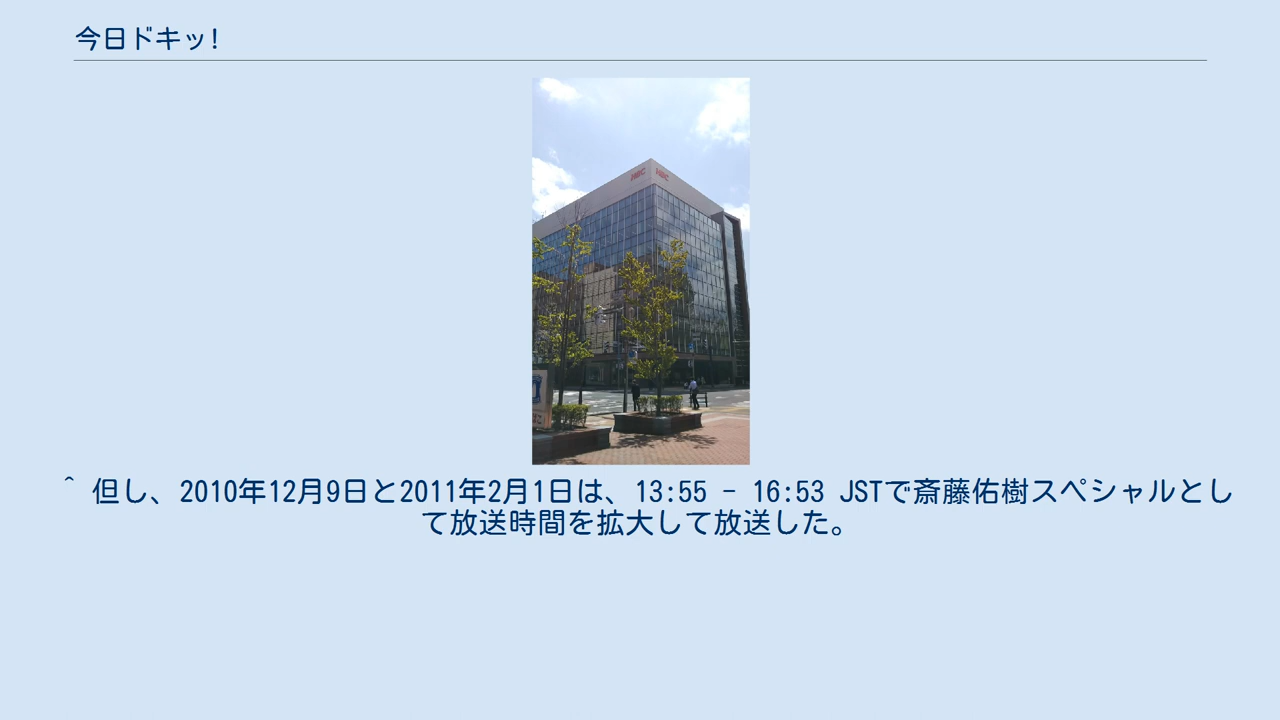 今日ドキッ!
HBC HBC
^ 但し、2010年12月9日と2011年2月1日は、13:55 - 16:53 JSTで斎藤佑樹スペシャルとし
て放送時間を拡大して放送した。